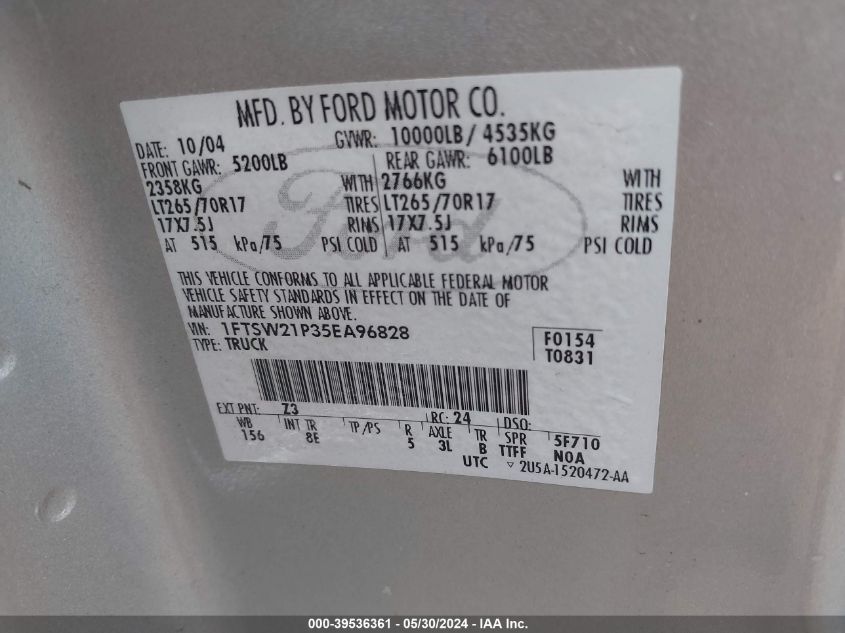 MFD. BY FORD MOTOR CO.
DATE: 10/04 GVWR: 10000LB / 4535KG
FRONT GAWR: 5200LB REAR GAWR: 6100LB
2358KG WITH 2766KG WITH
LT265/70R17 TIRES LT265/70R17 TIRES
17X7.5J RIMS 17X7.5J RIMS
AT 515 kPa/75 PSI COLD AT 515 kPa/75 PSI COLD
Ford
THIS VEHICLE CONFORMS TO ALL APPLICABLE FEDERAL MOTOR
VEHICLE SAFETY STANDARDS IN EFFECT ON THE DATE OF
MANUFACTURE SHOWN ABOVE.
VIN: 1FTSW21P35EA96828 F0154
TYPE: TRUCK T0831
EXT PNT: Z3 RC: 24 DSO:
WB INT TR TP/PS R AXLE TR SPR 5F710
156 8E 5 3L B TTFF N0A
UTC ▽ 2U5A-1520472-AA
000-39536361 - 05/30/2024 - IAA Inc.